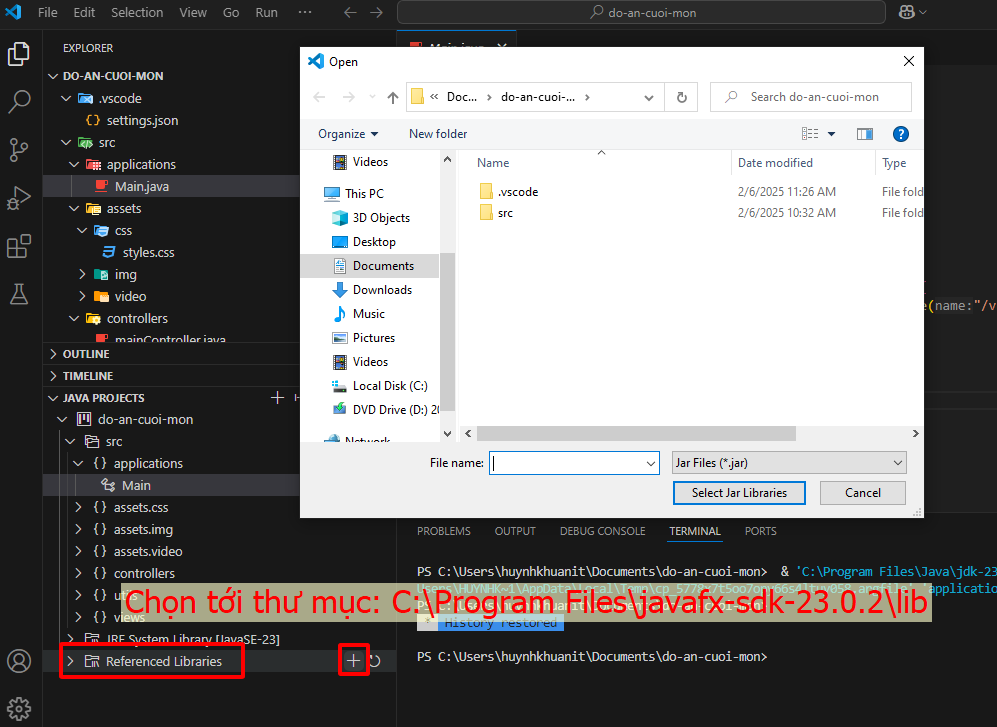 File Edit Selection View Go Run ··· do-an-cuoi-mon
EXPLORER
DO-AN-CUOI-MON
.vscode
settings.json
src
applications
Main.java
assets
css
styles.css
img
video
controllers
mainController.java
OUTLINE
TIMELINE
JAVA PROJECTS
do-an-cuoi-mon
src
applications
Main
assets.css
assets.img
assets.video
controllers
utils
views
JRE System Library [JavaSE-23]
Referenced Libraries
Main.java
Open
« Doc... › do-an-cuoi-... ›
Search do-an-cuoi-mon
Organize New folder
Videos
This PC
3D Objects
Desktop
Documents
Downloads
Music
Pictures
Videos
Local Disk (C:)
DVD Drive (D:) 20
Network
Name Date modified Type
.vscode 2/6/2025 11:26 AM File fold
src 2/6/2025 10:32 AM File fold
File name: Jar Files (*.jar)
Select Jar Libraries Cancel
e(name:"/v
PROBLEMS OUTPUT DEBUG CONSOLE TERMINAL PORTS
PS C:\Users\huynhkhuanit\Documents\do-an-cuoi-mon> & 'C:\Program Files\Java\jdk-23
Chọn tới thư mục: C:\Program Files\javafx-sdk-23.0.2\lib
* History restored
PS C:\Users\huynhkhuanit\Documents\do-an-cuoi-mon>